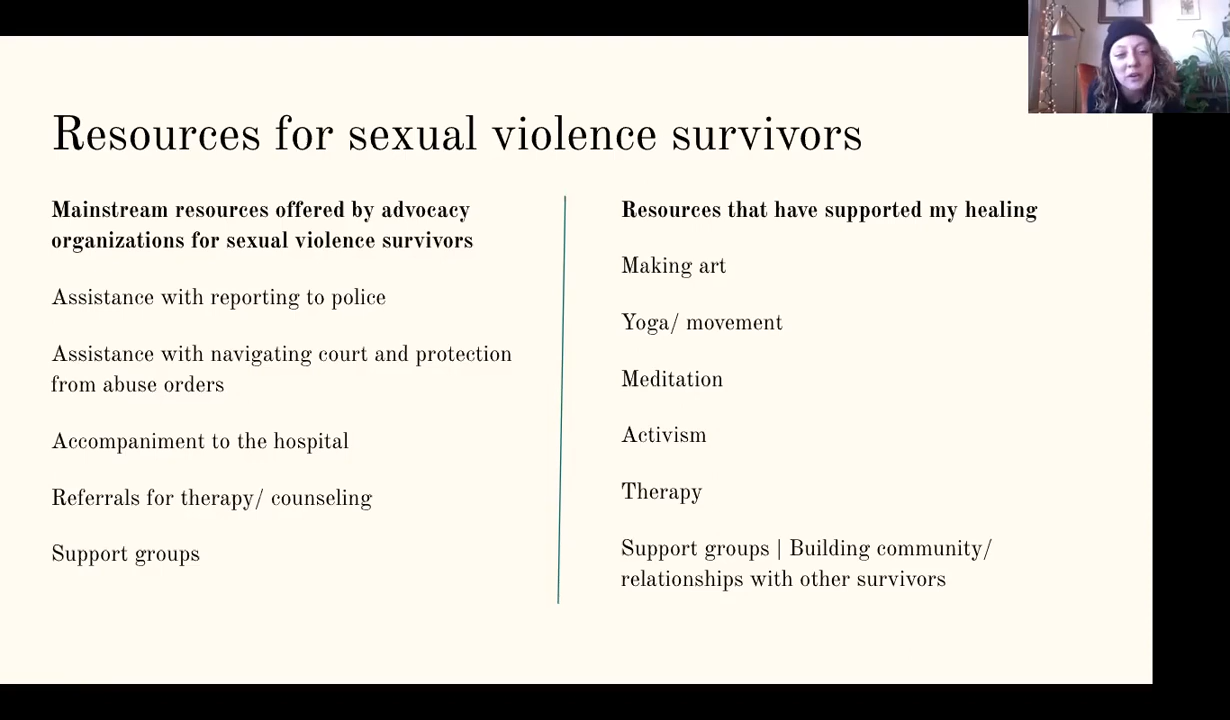 Resources for sexual violence survivors
Mainstream resources offered by advocacy
organizations for sexual violence survivors
Assistance with reporting to police
Assistance with navigating court and protection
from abuse orders
Accompaniment to the hospital
Referrals for therapy/ counseling
Support groups
Resources that have supported my healing
Making art
Yoga/ movement
Meditation
Activism
Therapy
Support groups | Building community/
relationships with other survivors